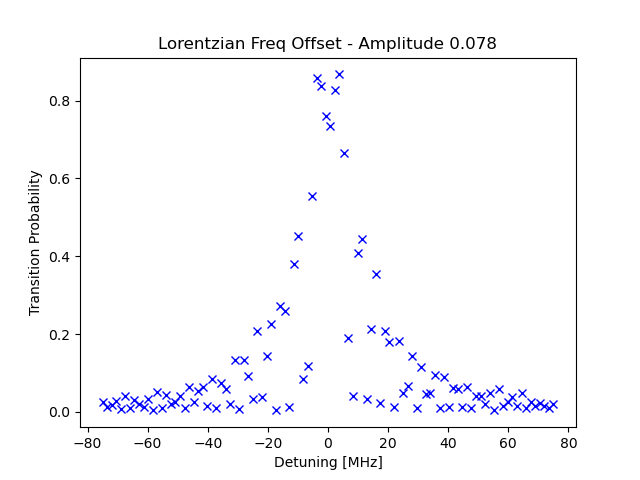 Lorentzian Freq Offset - Amplitude 0.078
Transition Probability
0.8
0.6
0.4
0.2
0.0
−80 −60 −40 −20 0 20 40 60 80
Detuning [MHz]